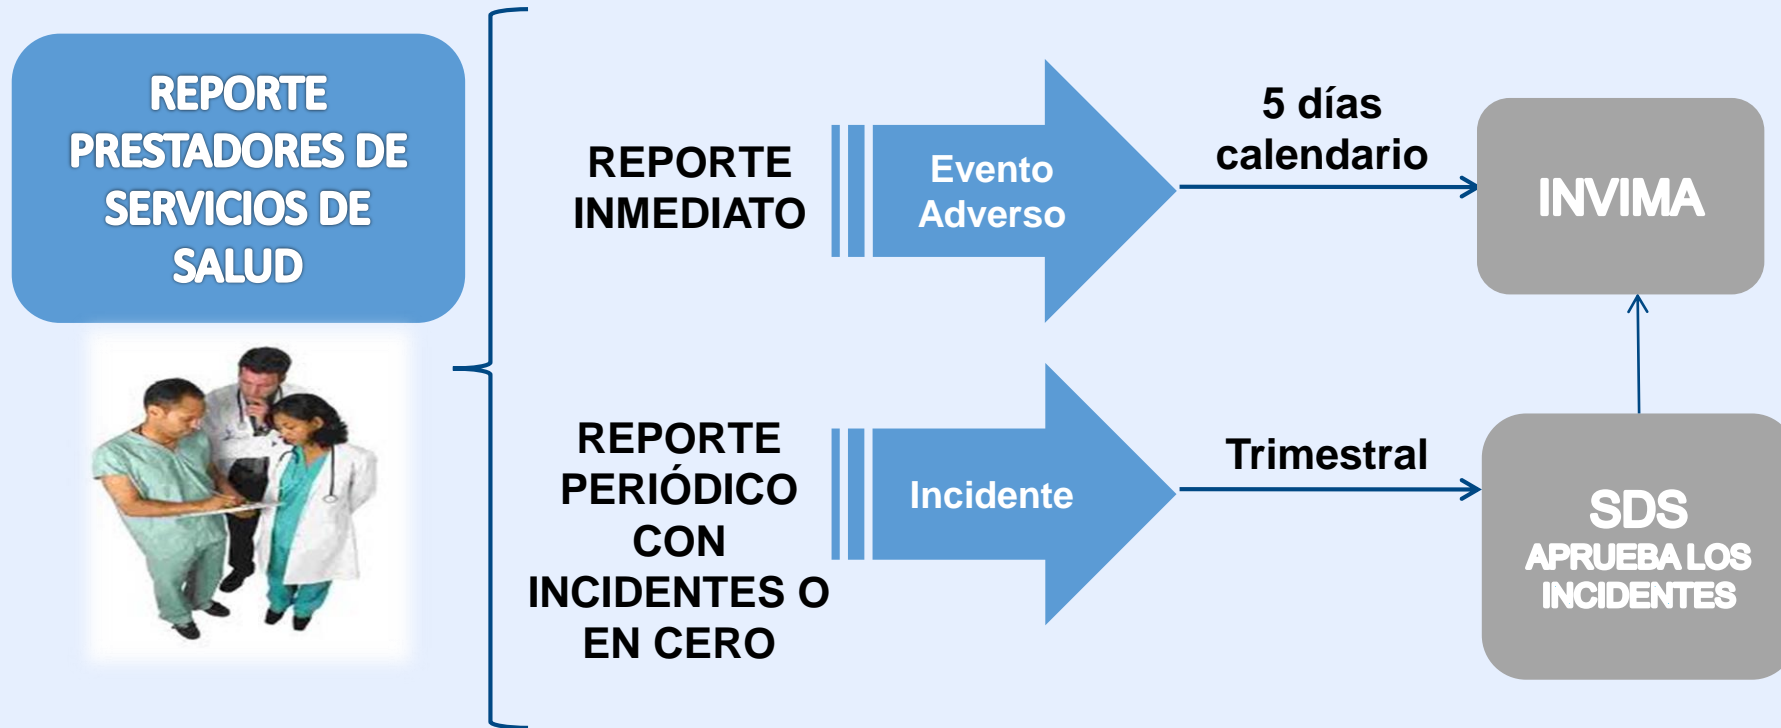 REPORTE
PRESTADORES DE
SERVICIOS DE
SALUD
REPORTE
INMEDIATO
Evento
Adverso
5 días
calendario
INVIMA
REPORTE
PERIÓDICO
CON
INCIDENTES O
EN CERO
Incidente
Trimestral
SDS
APRUEBA LOS
INCIDENTES